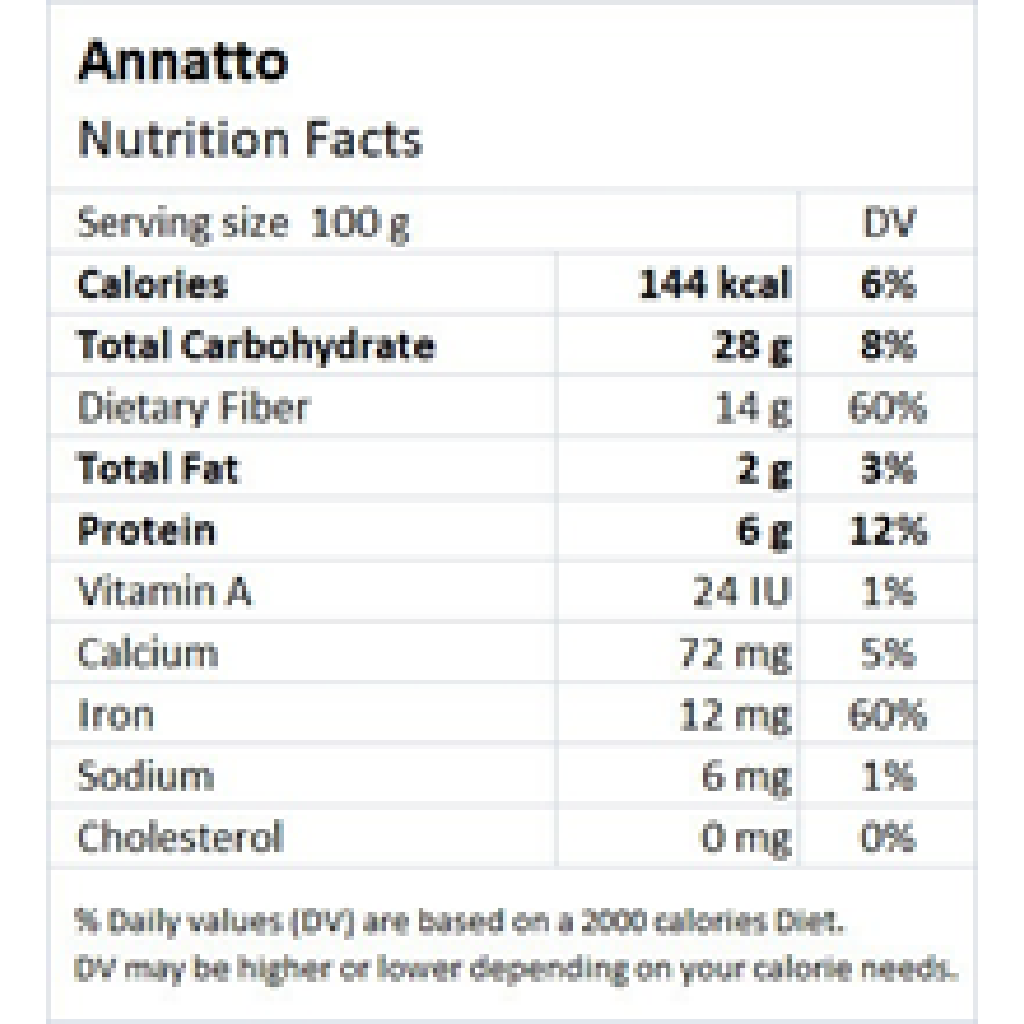 Annatto
Nutrition Facts
Serving size 100 g DV
Calories 144 kcal 6%
Total Carbohydrate 28 g 8%
Dietary Fiber 14 g 60%
Total Fat 2 g 3%
Protein 6 g 12%
Vitamin A 24 IU 1%
Calcium 72 mg 5%
Iron 12 mg 60%
Sodium 6 mg 1%
Cholesterol 0 mg 0%
% Daily values (DV) are based on a 2000 calories Diet.
DV may be higher or lower depending on your calorie needs.